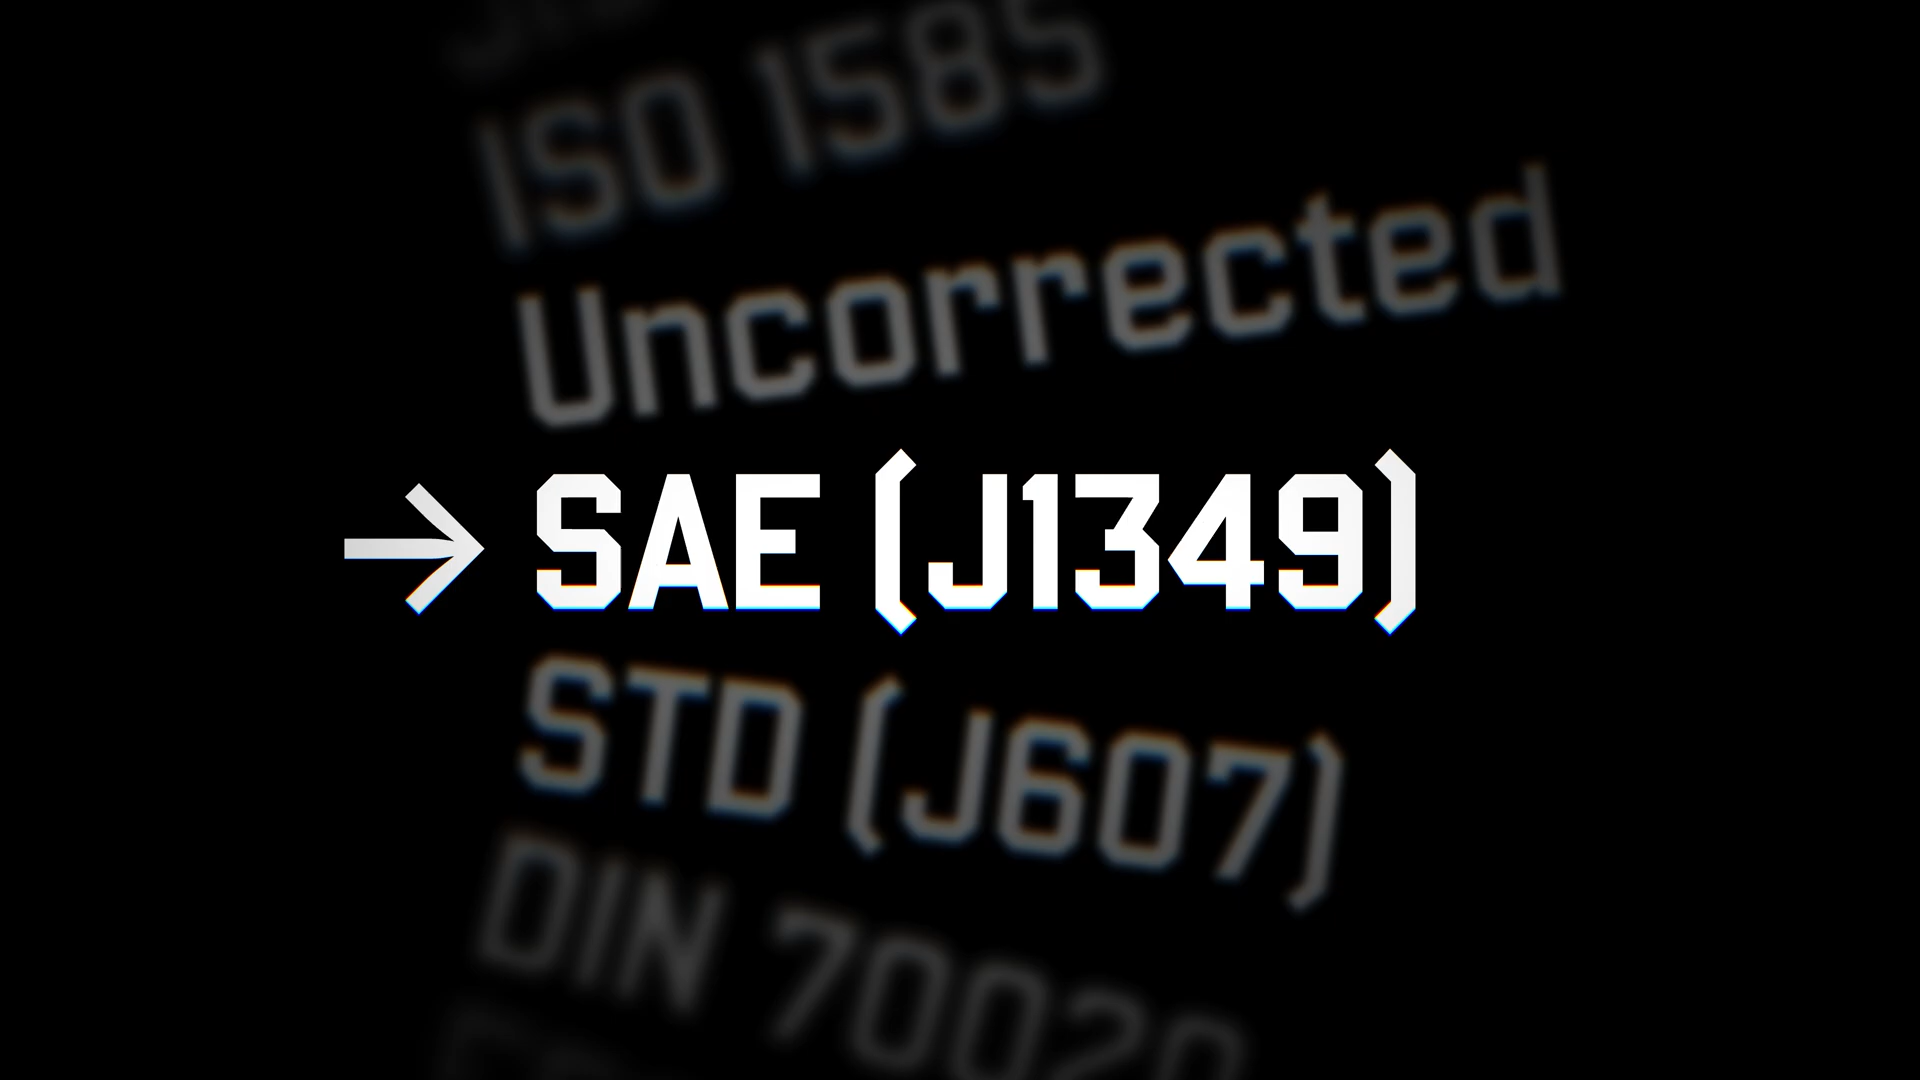 ISO 1585
Uncorrected
→ SAE (J1349)
STD (J607)
DIN 70020